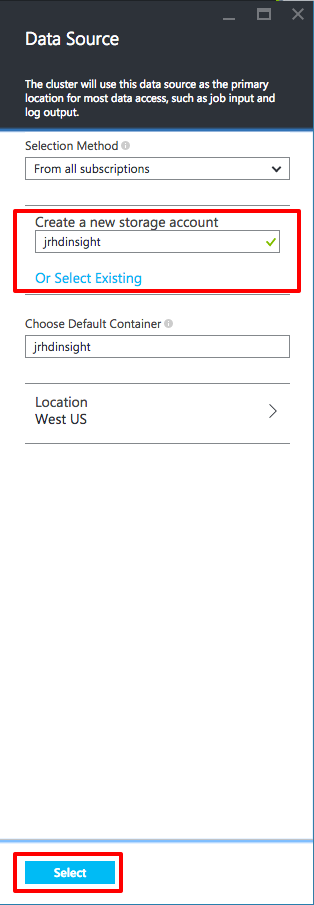 Data Source
The cluster will use this data source as the primary
location for most data access, such as job input and
log output.
Selection Method
From all subscriptions
Create a new storage account
jrhdinsight
Or Select Existing
Choose Default Container
jrhdinsight
Location
West US
Select